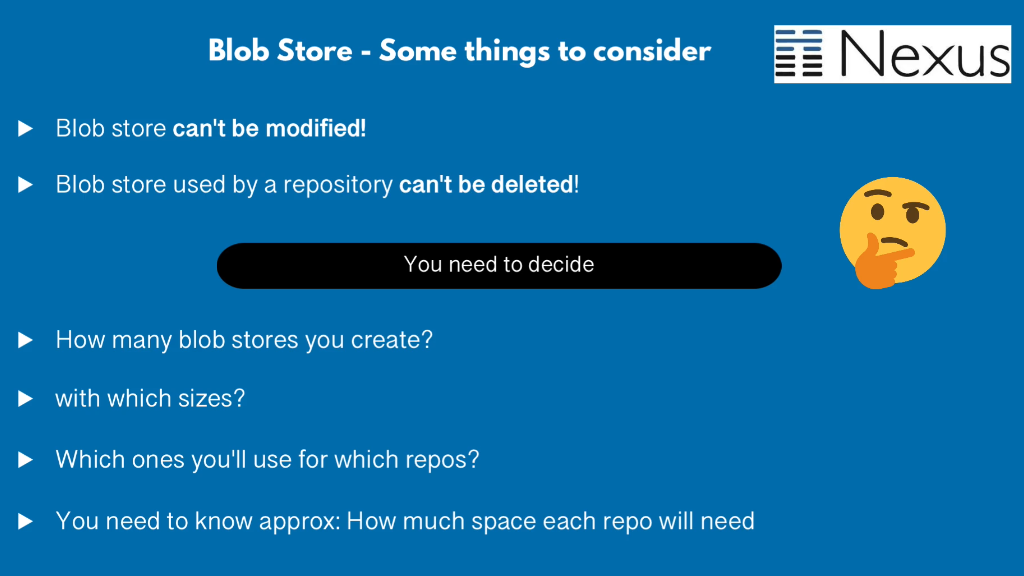 Blob Store - Some things to consider
Nexus
Blob store can't be modified!
Blob store used by a repository can't be deleted!
You need to decide
How many blob stores you create?
with which sizes?
Which ones you'll use for which repos?
You need to know approx: How much space each repo will need